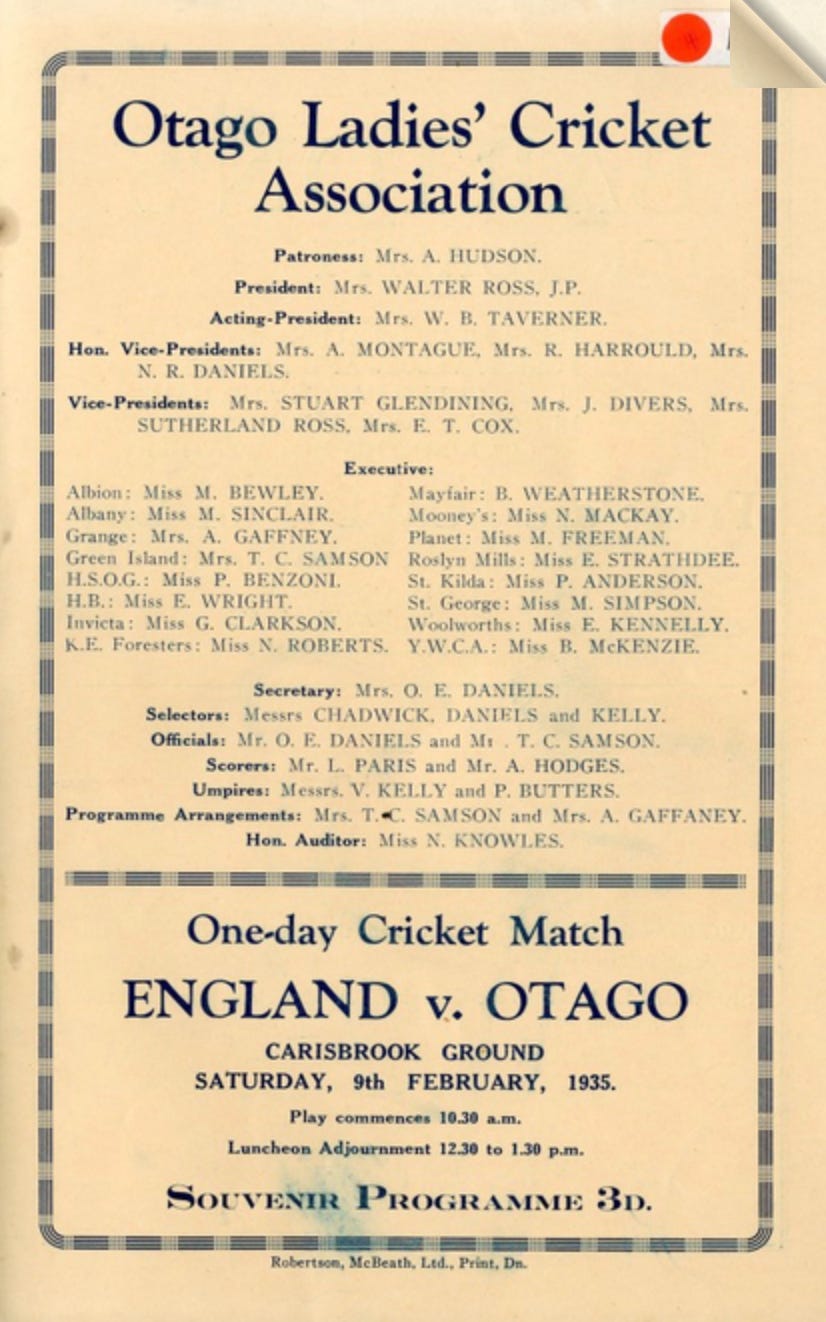 Otago Ladies' Cricket
Association
Patroness: Mrs. A. HUDSON.
President: Mrs. WALTER ROSS, J.P.
Acting-President: Mrs. W. B. TAVERNER.
Hon. Vice-Presidents: Mrs. A. MONTAGUE, Mrs. R. HARROULD, Mrs.
N. R. DANIELS.
Vice-Presidents: Mrs. STUART GLENDINING, Mrs. J. DIVERS, Mrs.
SUTHERLAND ROSS, Mrs. E. T. COX.
Executive:
Albion: Miss M. BEWLEY.
Albany: Miss M. SINCLAIR.
Grange: Mrs. A. GAFFNEY.
Green Island: Mrs. T. C. SAMSON
H.S.O.G.: Miss P. BENZONI.
H.B.: Miss E. WRIGHT.
Invicta: Miss G. CLARKSON.
K.E. Foresters: Miss N. ROBERTS.
Mayfair: B. WEATHERSTONE.
Mooney's: Miss N. MACKAY.
Planet: Miss M. FREEMAN.
Roslyn Mills: Miss E. STRATHDEE.
St. Kilda: Miss P. ANDERSON.
St. George: Miss M. SIMPSON.
Woolworths: Miss E. KENNELLY.
Y.W.C.A.: Miss B. McKENZIE.
Secretary: Mrs. O. E. DANIELS.
Selectors: Messrs CHADWICK, DANIELS and KELLY.
Officials: Mr. O. E. DANIELS and T. C. SAMSON.
Scorers: Mr. L. PARIS and Mr. A. HODGES.
Umpires: Messrs. V. KELLY and P. BUTTERS.
Programme Arrangements: Mrs. T. C. SAMSON and Mrs. A. GAFFANEY.
Hon. Auditor: Miss N. KNOWLES.
One-day Cricket Match
ENGLAND v. OTAGO
CARISBROOK GROUND
SATURDAY, 9th FEBRUARY, 1935.
Play commences 10.30 a.m.
Luncheon Adjournment 12.30 to 1.30 p.m.
SOUVENIR PROGRAMME 3D.
Robertson, McBeath, Ltd., Print, Dn.